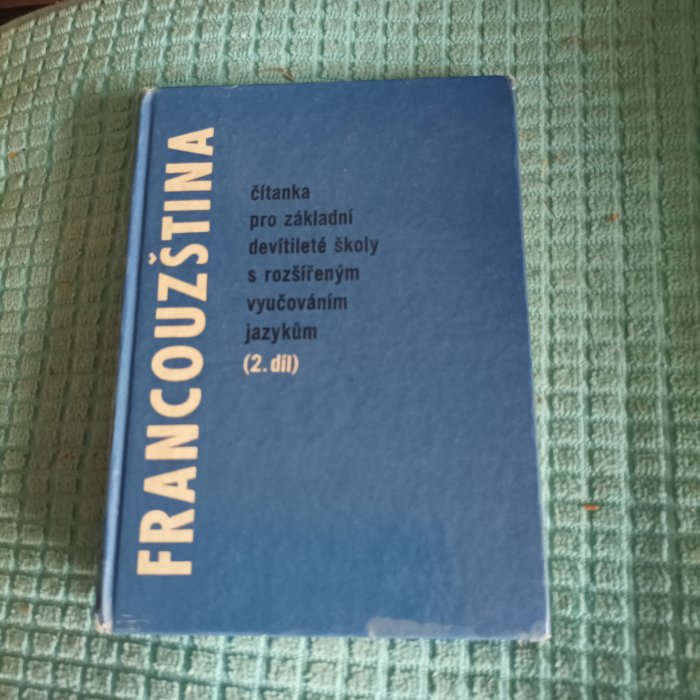 FRANCOUZŠTINA
čítanka
pro základní
devítileté školy
s rozšířeným
vyučováním
jazykům
(2. díl)